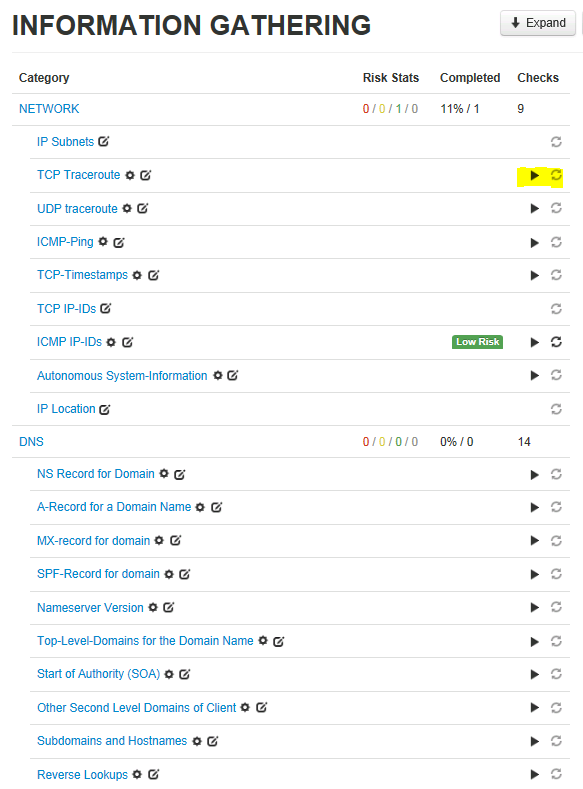 INFORMATION GATHERING
Expand
Category Risk Stats Completed Checks
NETWORK 0 / 0 / 1 / 0 11% / 1 9
IP Subnets
TCP Traceroute
UDP traceroute
ICMP-Ping
TCP-Timestamps
TCP IP-IDs
ICMP IP-IDs Low Risk
Autonomous System-Information
IP Location
DNS 0 / 0 / 0 / 0 0% / 0 14
NS Record for Domain
A-Record for a Domain Name
MX-record for domain
SPF-Record for domain
Nameserver Version
Top-Level-Domains for the Domain Name
Start of Authority (SOA)
Other Second Level Domains of Client
Subdomains and Hostnames
Reverse Lookups